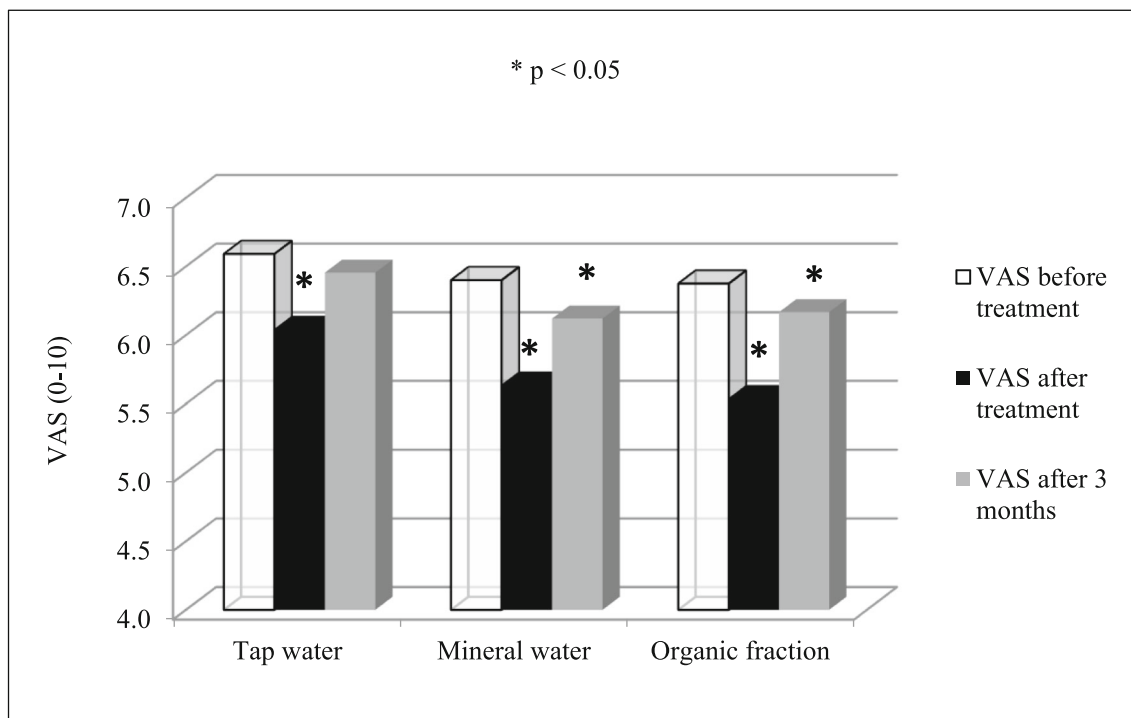 * p < 0.05
7.0
6.5
6.0
5.5
5.0
4.5
4.0
VAS (0-10)
* * * * *
Tap water
Mineral water
Organic fraction
VAS before
treatment
VAS after
treatment
VAS after 3
months